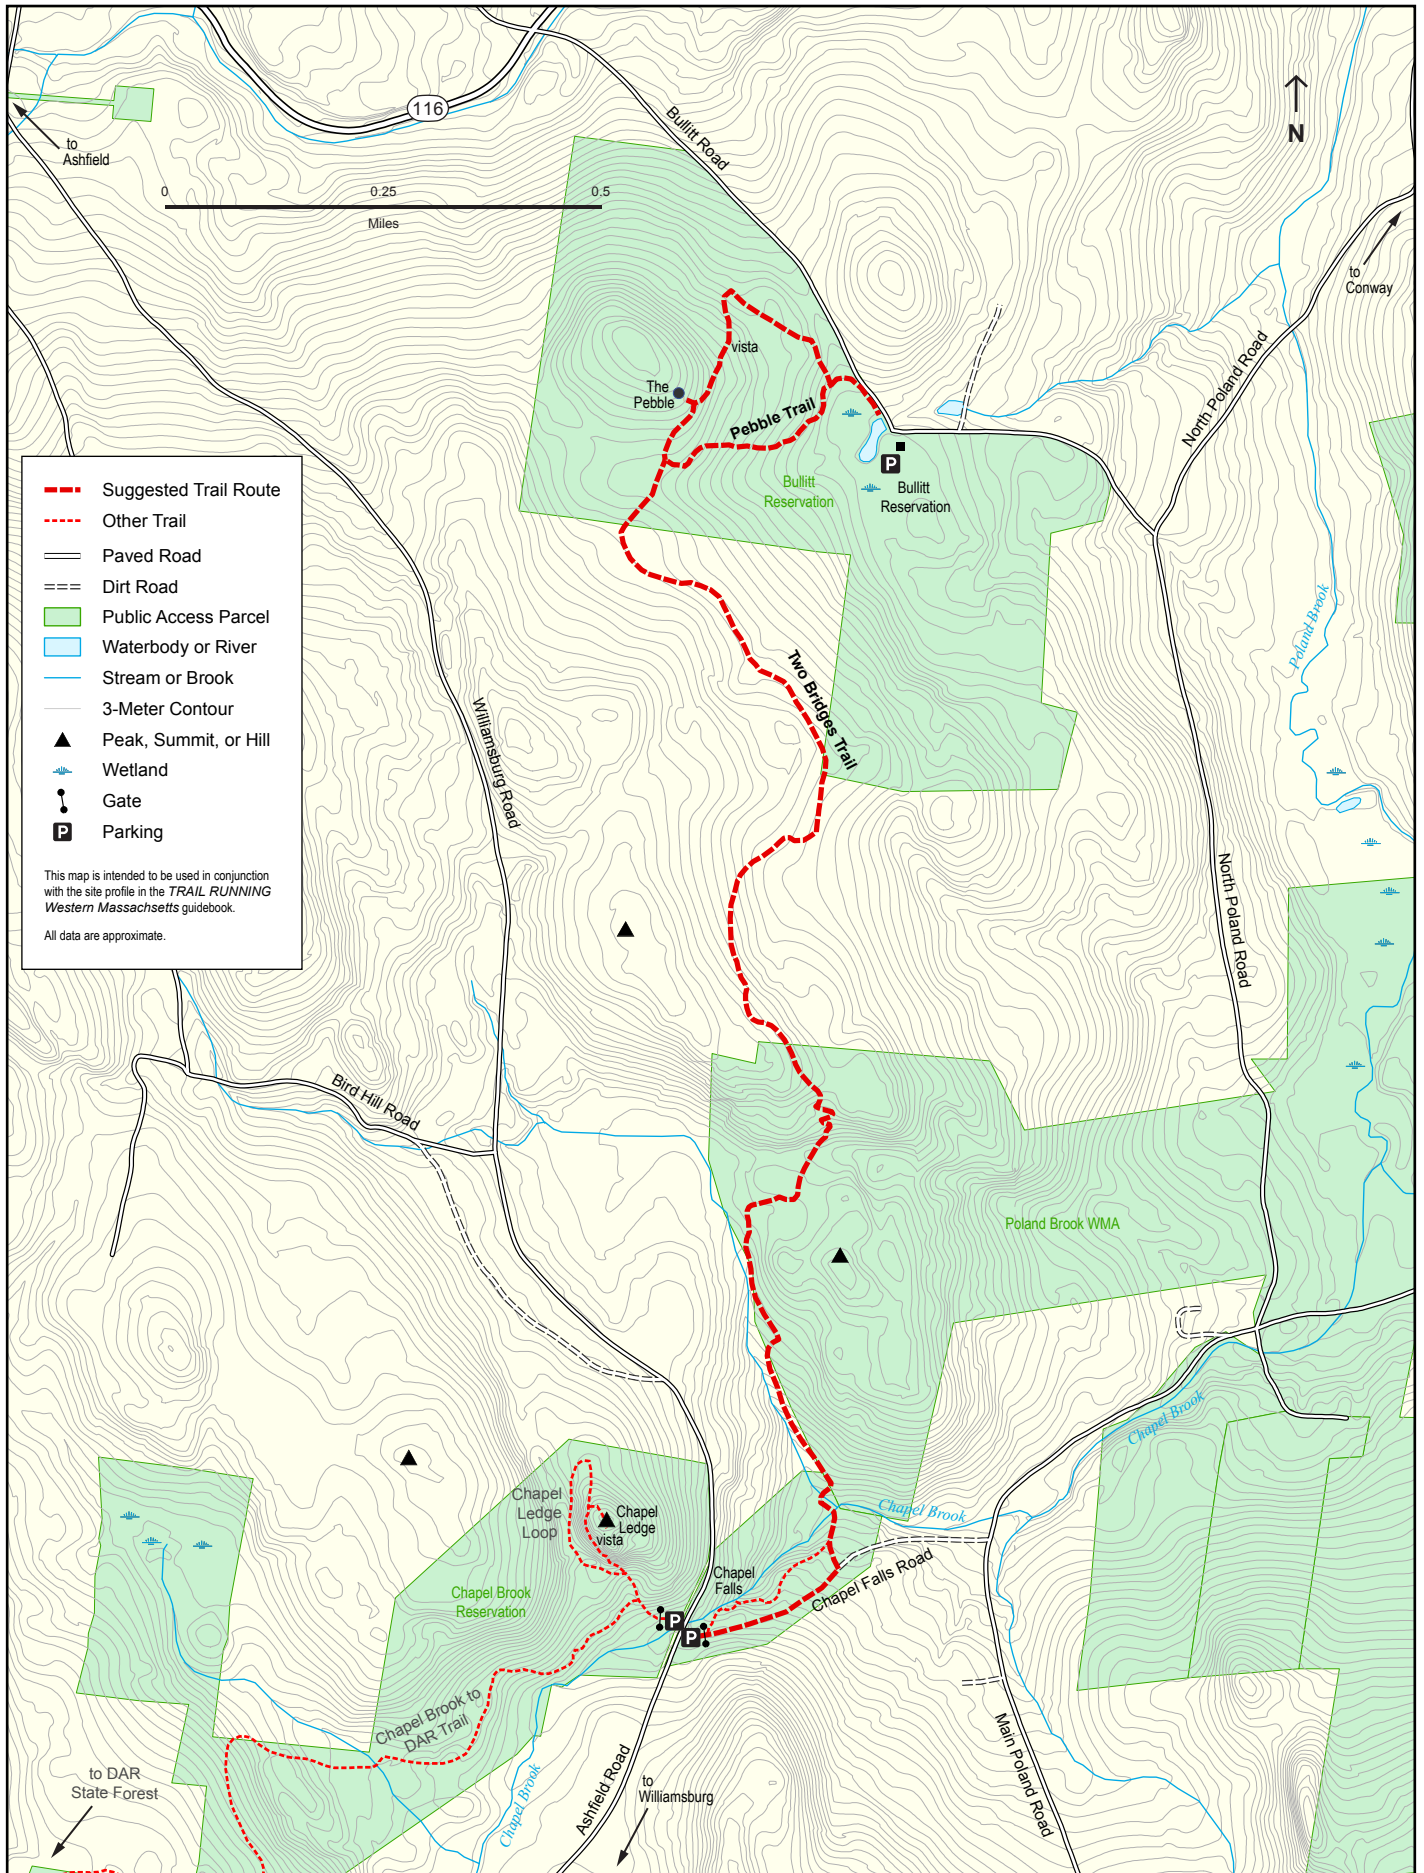 116
Bullitt Road
to
Ashfield
N
0
0.25
0.5
Miles
to
Conway
North Poland Road
vista
The
Pebble
Pebble Trail
P
Bullitt
Reservation
Bullitt
Reservation
Suggested Trail Route
Other Trail
Paved Road
Dirt Road
Public Access Parcel
Waterbody or River
Stream or Brook
3-Meter Contour
Peak, Summit, or Hill
Wetland
Gate
P
Parking
This map is intended to be used in conjunction
with the site profile in the TRAIL RUNNING
Western Massachsetts guidebook.
All data are approximate.
Poland Brook
Two Bridges Trail
Williamsburg Road
North Poland Road
Bird Hill Road
Poland Brook WMA
Chapel Brook
Chapel
Ledge
Loop
Chapel
Ledge
vista
Chapel Brook
Chapel
Falls
Chapel Falls Road
Chapel Brook
Reservation
P
P
Chapel Brook to
DAR Trail
Main Poland Road
to DAR
State Forest
Chapel Brook
Ashfield Road
to
Williamsburg